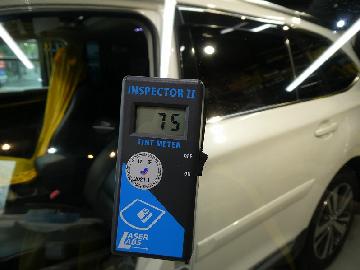 INSPECTOR II
75
TINT METER
OFF
ON
LASER
LABS